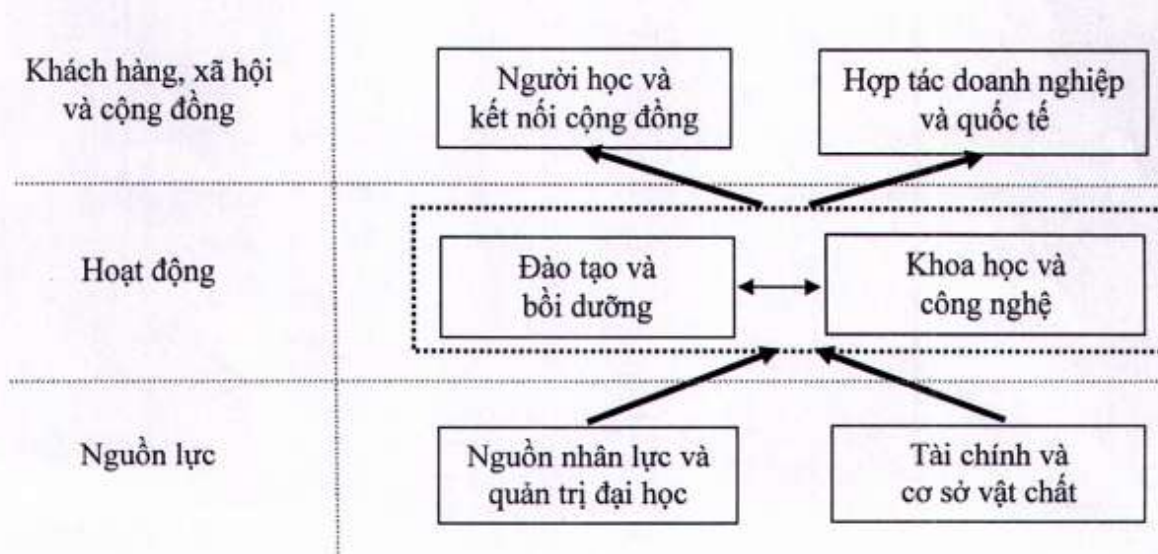 Khách hàng, xã hội
và cộng đồng
Người học và
kết nối cộng đồng
Hợp tác doanh nghiệp
và quốc tế
Hoạt động
Đào tạo và
bồi dưỡng
Khoa học và
công nghệ
Nguồn lực
Nguồn nhân lực và
quản trị đại học
Tài chính và
cơ sở vật chất